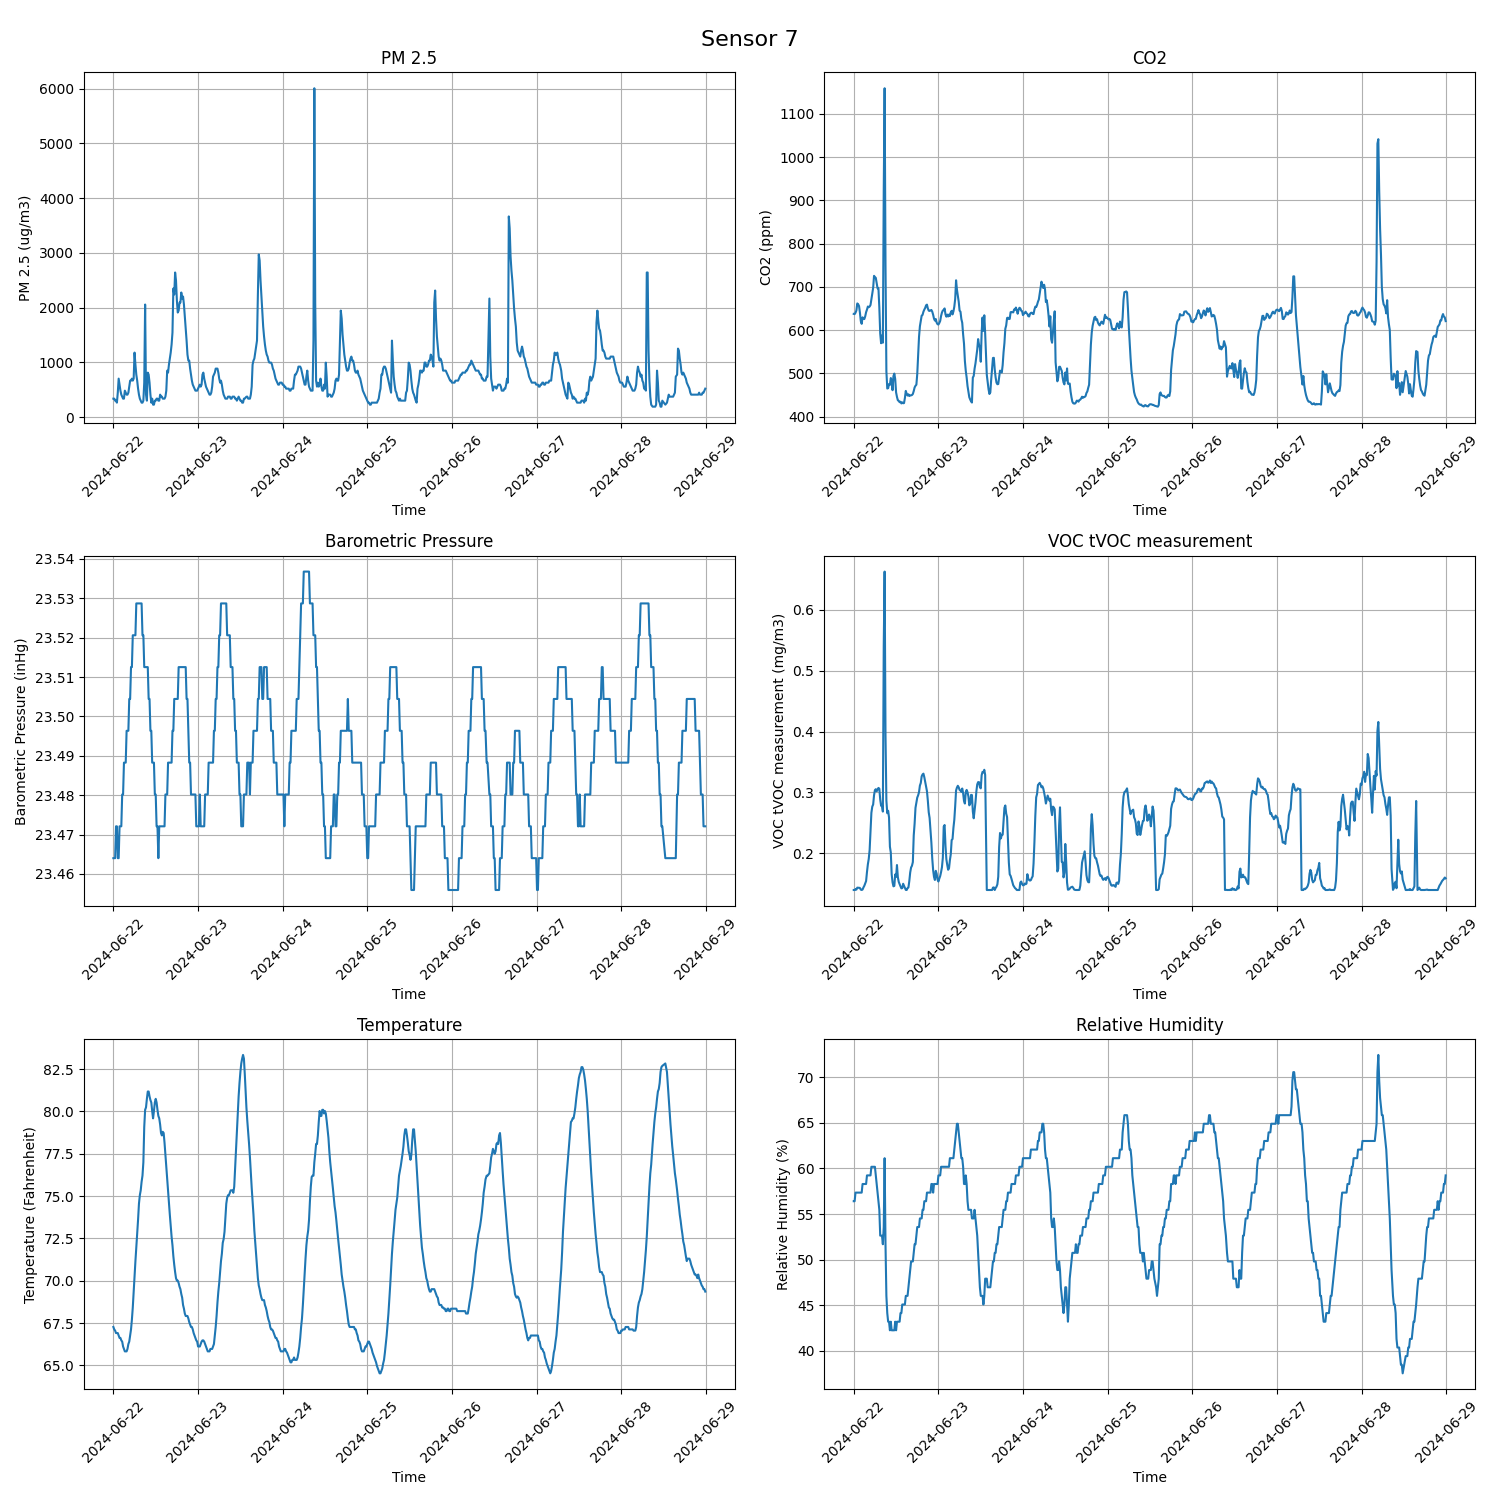 Sensor 7
PM 2.5
CO2
6000
5000
4000
3000
2000
1000
0
PM 2.5 (ug/m3)
2024-06-22 2024-06-23 2024-06-24 2024-06-25 2024-06-26 2024-06-27 2024-06-28 2024-06-29
Time
1100
1000
900
800
700
600
500
400
CO2 (ppm)
2024-06-22 2024-06-23 2024-06-24 2024-06-25 2024-06-26 2024-06-27 2024-06-28 2024-06-29
Time
Barometric Pressure
23.54
23.53
23.52
23.51
23.50
23.49
23.48
23.47
23.46
Barometric Pressure (inHg)
2024-06-22 2024-06-23 2024-06-24 2024-06-25 2024-06-26 2024-06-27 2024-06-28 2024-06-29
Time
VOC tVOC measurement
0.6
0.5
0.4
0.3
0.2
VOC tVOC measurement (mg/m3)
2024-06-22 2024-06-23 2024-06-24 2024-06-25 2024-06-26 2024-06-27 2024-06-28 2024-06-29
Time
Temperature
82.5
80.0
77.5
75.0
72.5
70.0
67.5
65.0
Temperature (Fahrenheit)
2024-06-22 2024-06-23 2024-06-24 2024-06-25 2024-06-26 2024-06-27 2024-06-28 2024-06-29
Time
Relative Humidity
70
65
60
55
50
45
40
Relative Humidity (%)
2024-06-22 2024-06-23 2024-06-24 2024-06-25 2024-06-26 2024-06-27 2024-06-28 2024-06-29
Time